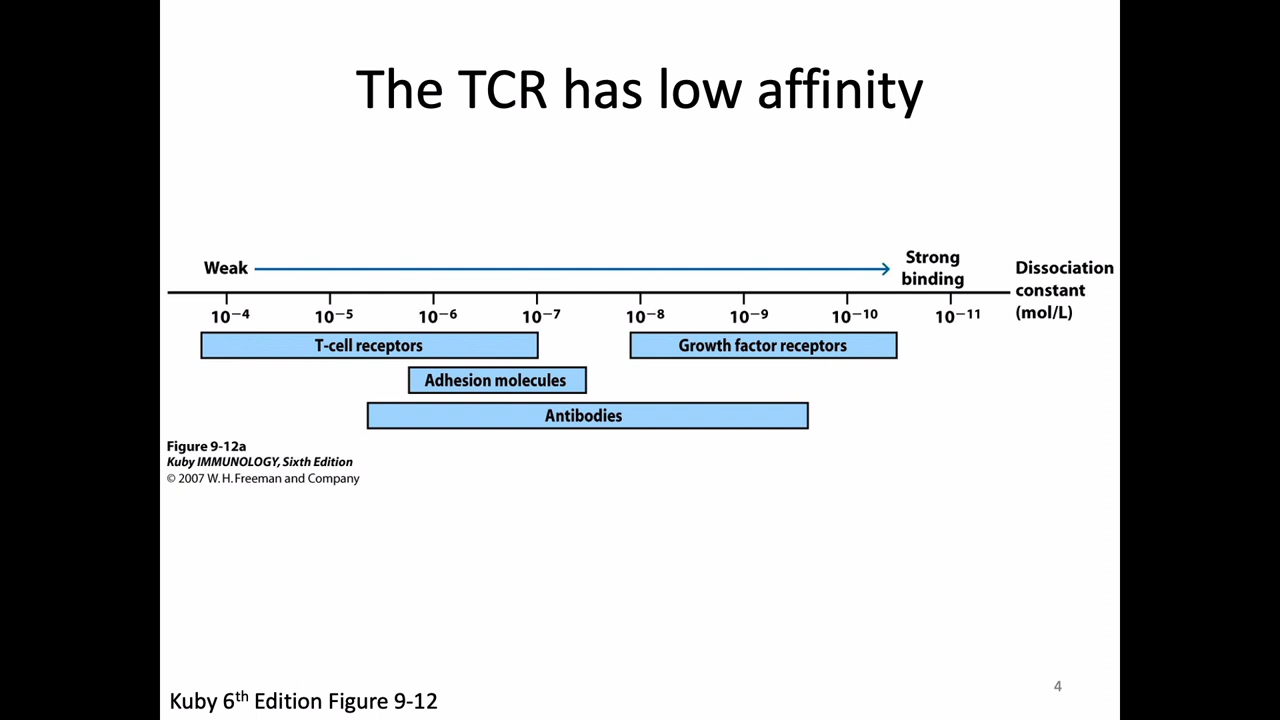 The TCR has low affinity
Weak
Strong
binding
Dissociation
constant
(mol/L)
10⁻⁴ 10⁻⁵ 10⁻⁶ 10⁻⁷ 10⁻⁸ 10⁻⁹ 10⁻¹⁰ 10⁻¹¹
T-cell receptors
Growth factor receptors
Adhesion molecules
Antibodies
Figure 9-12a
Kuby IMMUNOLOGY, Sixth Edition
© 2007 W. H. Freeman and Company
4
Kuby 6th Edition Figure 9-12